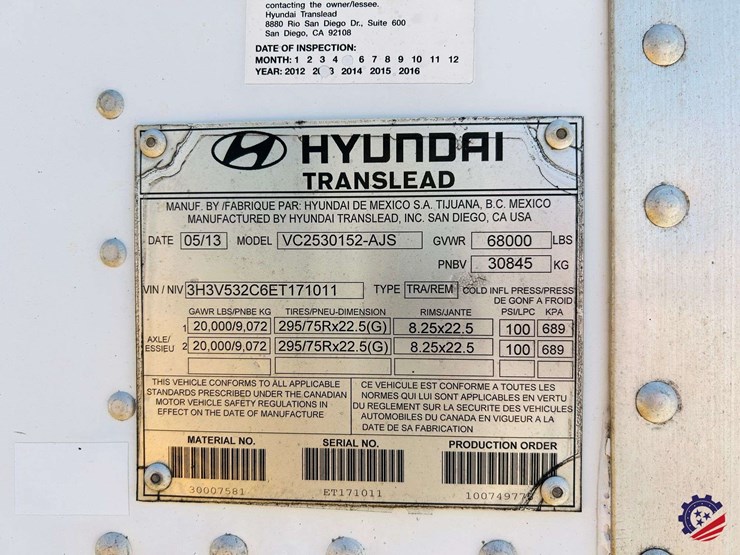 contacting the owner/lessee.
Hyundai Translead
8880 Rio San Diego Dr., Suite 600
San Diego, CA 92108
DATE OF INSPECTION:
MONTH: 1 2 3 4 6 7 8 9 10 11 12
YEAR: 2012 2014 2015 2016
HYUNDAI
TRANSLEAD
MANUF. BY /FABRIQUE PAR: HYUNDAI DE MEXICO S.A. TIJUANA, B.C. MEXICO
MANUFACTURED BY HYUNDAI TRANSLEAD, INC. SAN DIEGO, CA USA
DATE 05/13 MODEL VC2530152-AJS GVWR 68000 LBS
PNBV 30845 KG
VIN / NIV 3H3V532C6ET171011 TYPE TRA/REM COLD INFL PRESS/PRESS
DE GONF A FROID
GAWR LBS/PNBE KG TIRES/PNEU-DIMENSION RIMS/JANTE PSI/LPC KPA
1 20,000/9,072 295/75Rx22.5(G) 8.25x22.5 100 689
AXLE/
ESSIEU 2 20,000/9,072 295/75Rx22.5(G) 8.25x22.5 100 689
THIS VEHICLE CONFORMS TO ALL APPLICABLE
STANDARDS PRESCRIBED UNDER THE CANADIAN
MOTOR VEHICLE SAFETY REGULATIONS IN
EFFECT ON THE DATE OF MANUFACTURE
CE VEHICULE EST CONFORME A TOUTES LES
NORMES QUI LUI SONT APPLICABLES EN VERTU
DU REGLEMENT SUR LA SECURITE DES VEHICULES
AUTOMOBILES DU CANADA EN VIGUEUR A LA
DATE DE SA FABRICATION
MATERIAL NO. SERIAL NO. PRODUCTION ORDER
30007581 ET171011